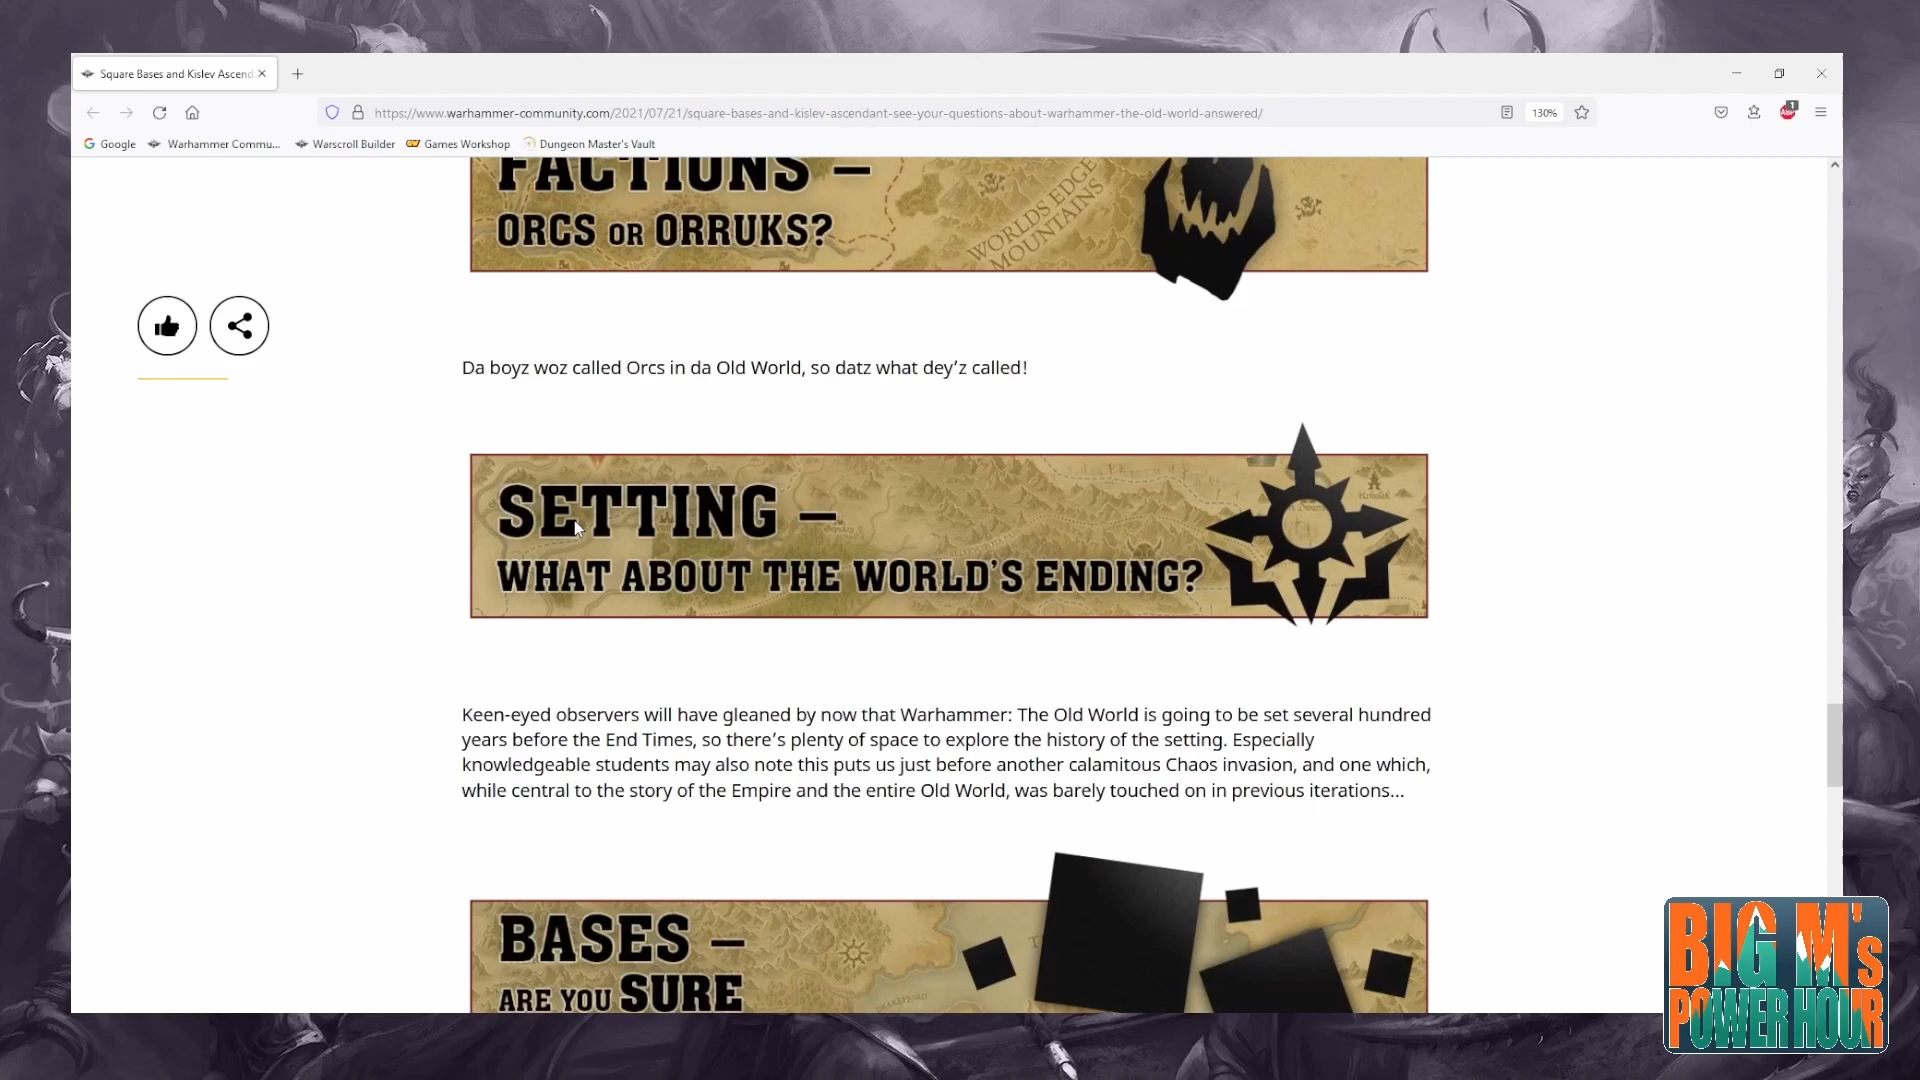 Square Bases and Kislev Ascend
https://www.warhammer-community.com/2021/07/21/square-bases-and-kislev-ascendant-see-your-questions-about-warhammer-the-old-world-answered/
130%
1
Google
Warhammer Commu...
Warscroll Builder
Games Workshop
Dungeon Master's Vault
FACTIONS –
ORCS OR ORRUKS?
WORLDS EDGE
MOUNTAINS
Da boyz woz called Orcs in da Old World, so datz what dey’z called!
SETTING –
WHAT ABOUT THE WORLD'S ENDING?
Keen-eyed observers will have gleaned by now that Warhammer: The Old World is going to be set several hundred
years before the End Times, so there’s plenty of space to explore the history of the setting. Especially
knowledgeable students may also note this puts us just before another calamitous Chaos invasion, and one which,
while central to the story of the Empire and the entire Old World, was barely touched on in previous iterations…
BASES –
ARE YOU SURE
BIG M's
POWER HOUR